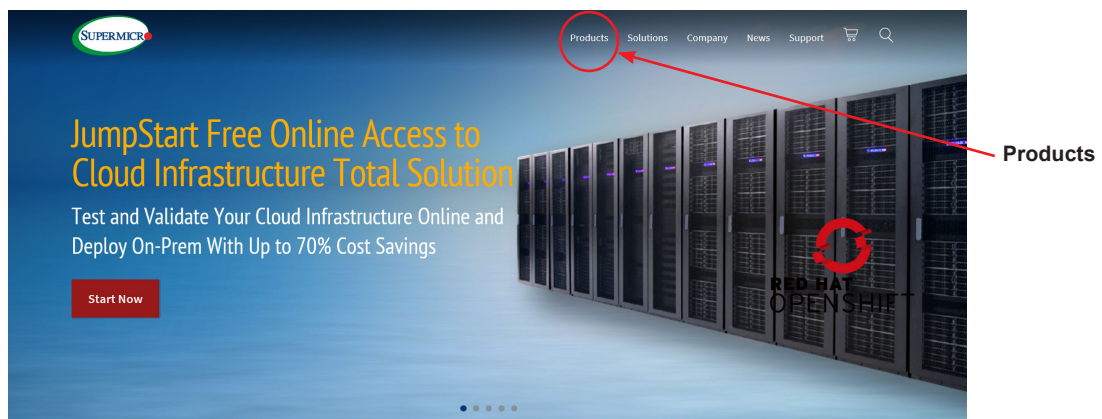 SUPERMICR
Products Solutions Company News Support
JumpStart Free Online Access to
Cloud Infrastructure Total Solution
Products
Test and Validate Your Cloud Infrastructure Online and
Deploy On-Prem With Up to 70% Cost Savings
Start Now
RED HAT
OPENSHIFT